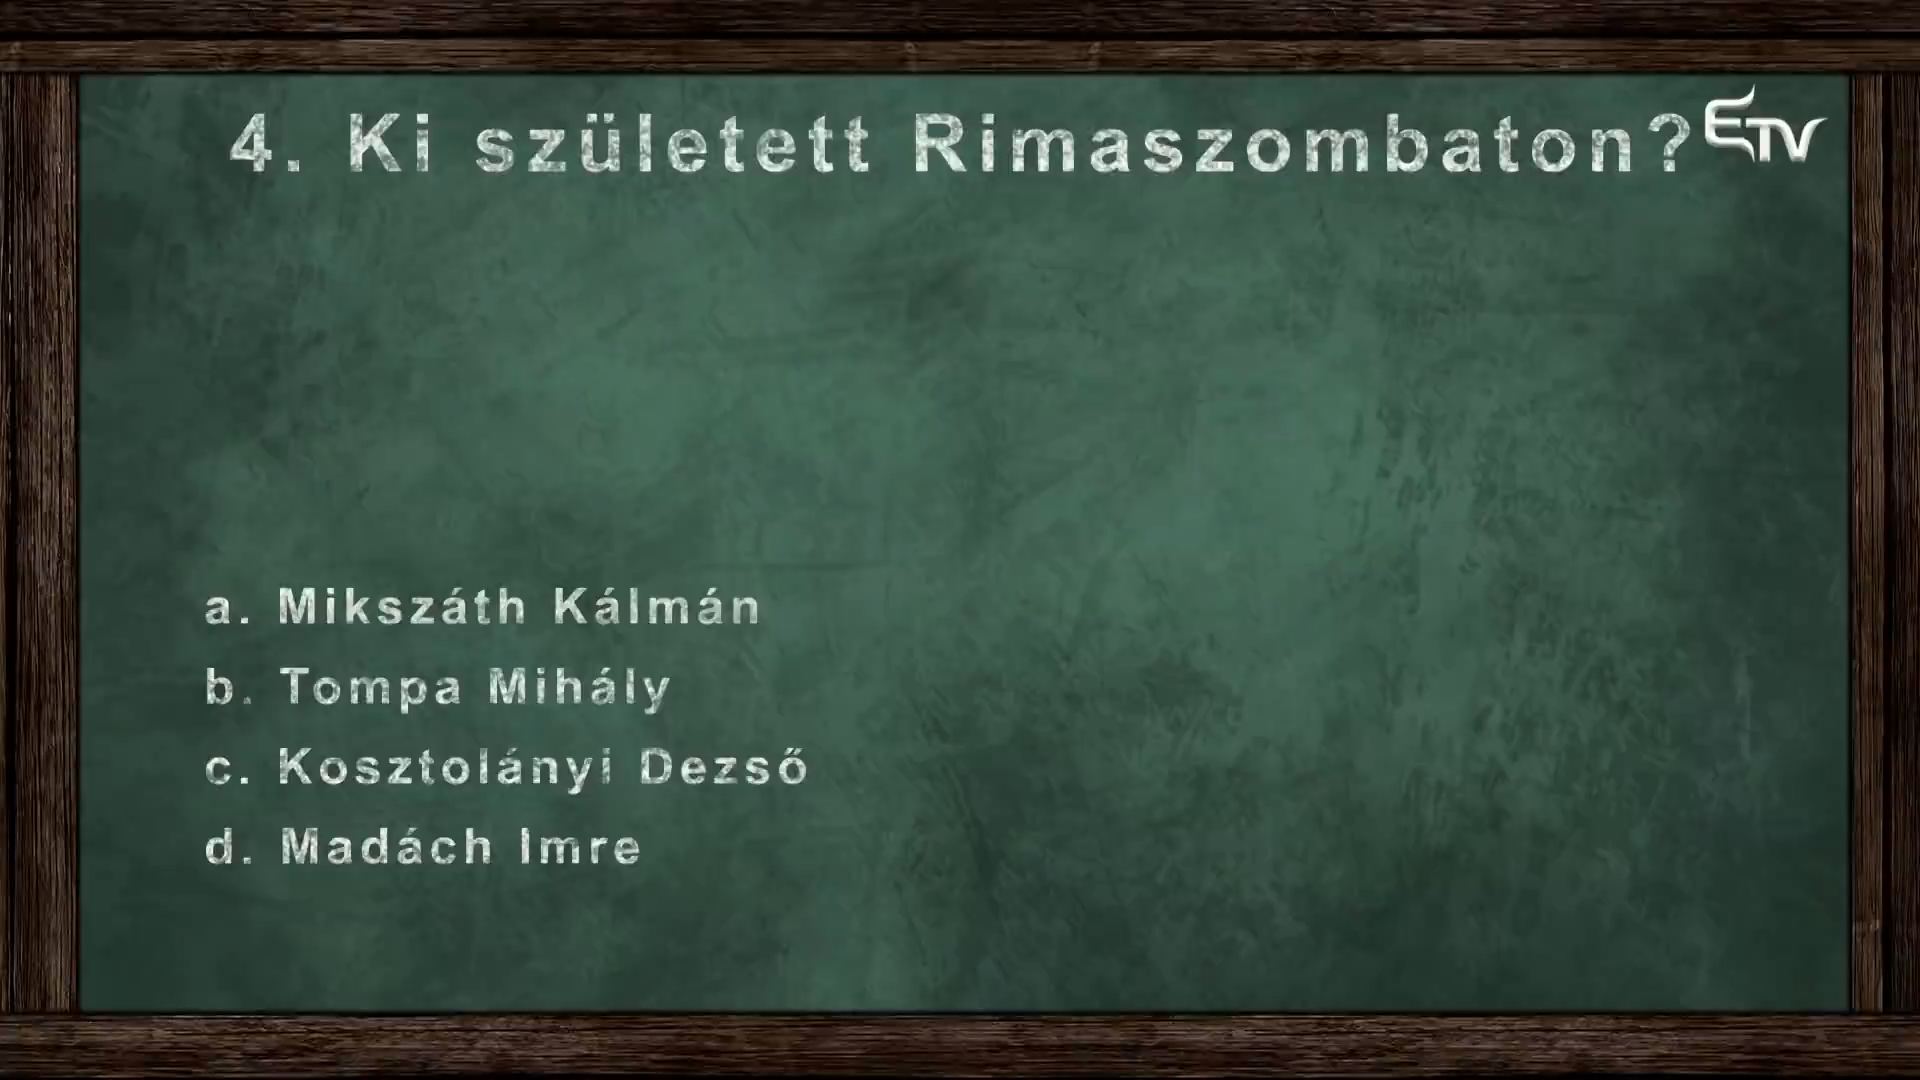 4. Ki született Rimaszombaton?
ETV
a. Mikszáth Kálmán
b. Tompa Mihály
c. Kosztolányi Dezső
d. Madách Imre